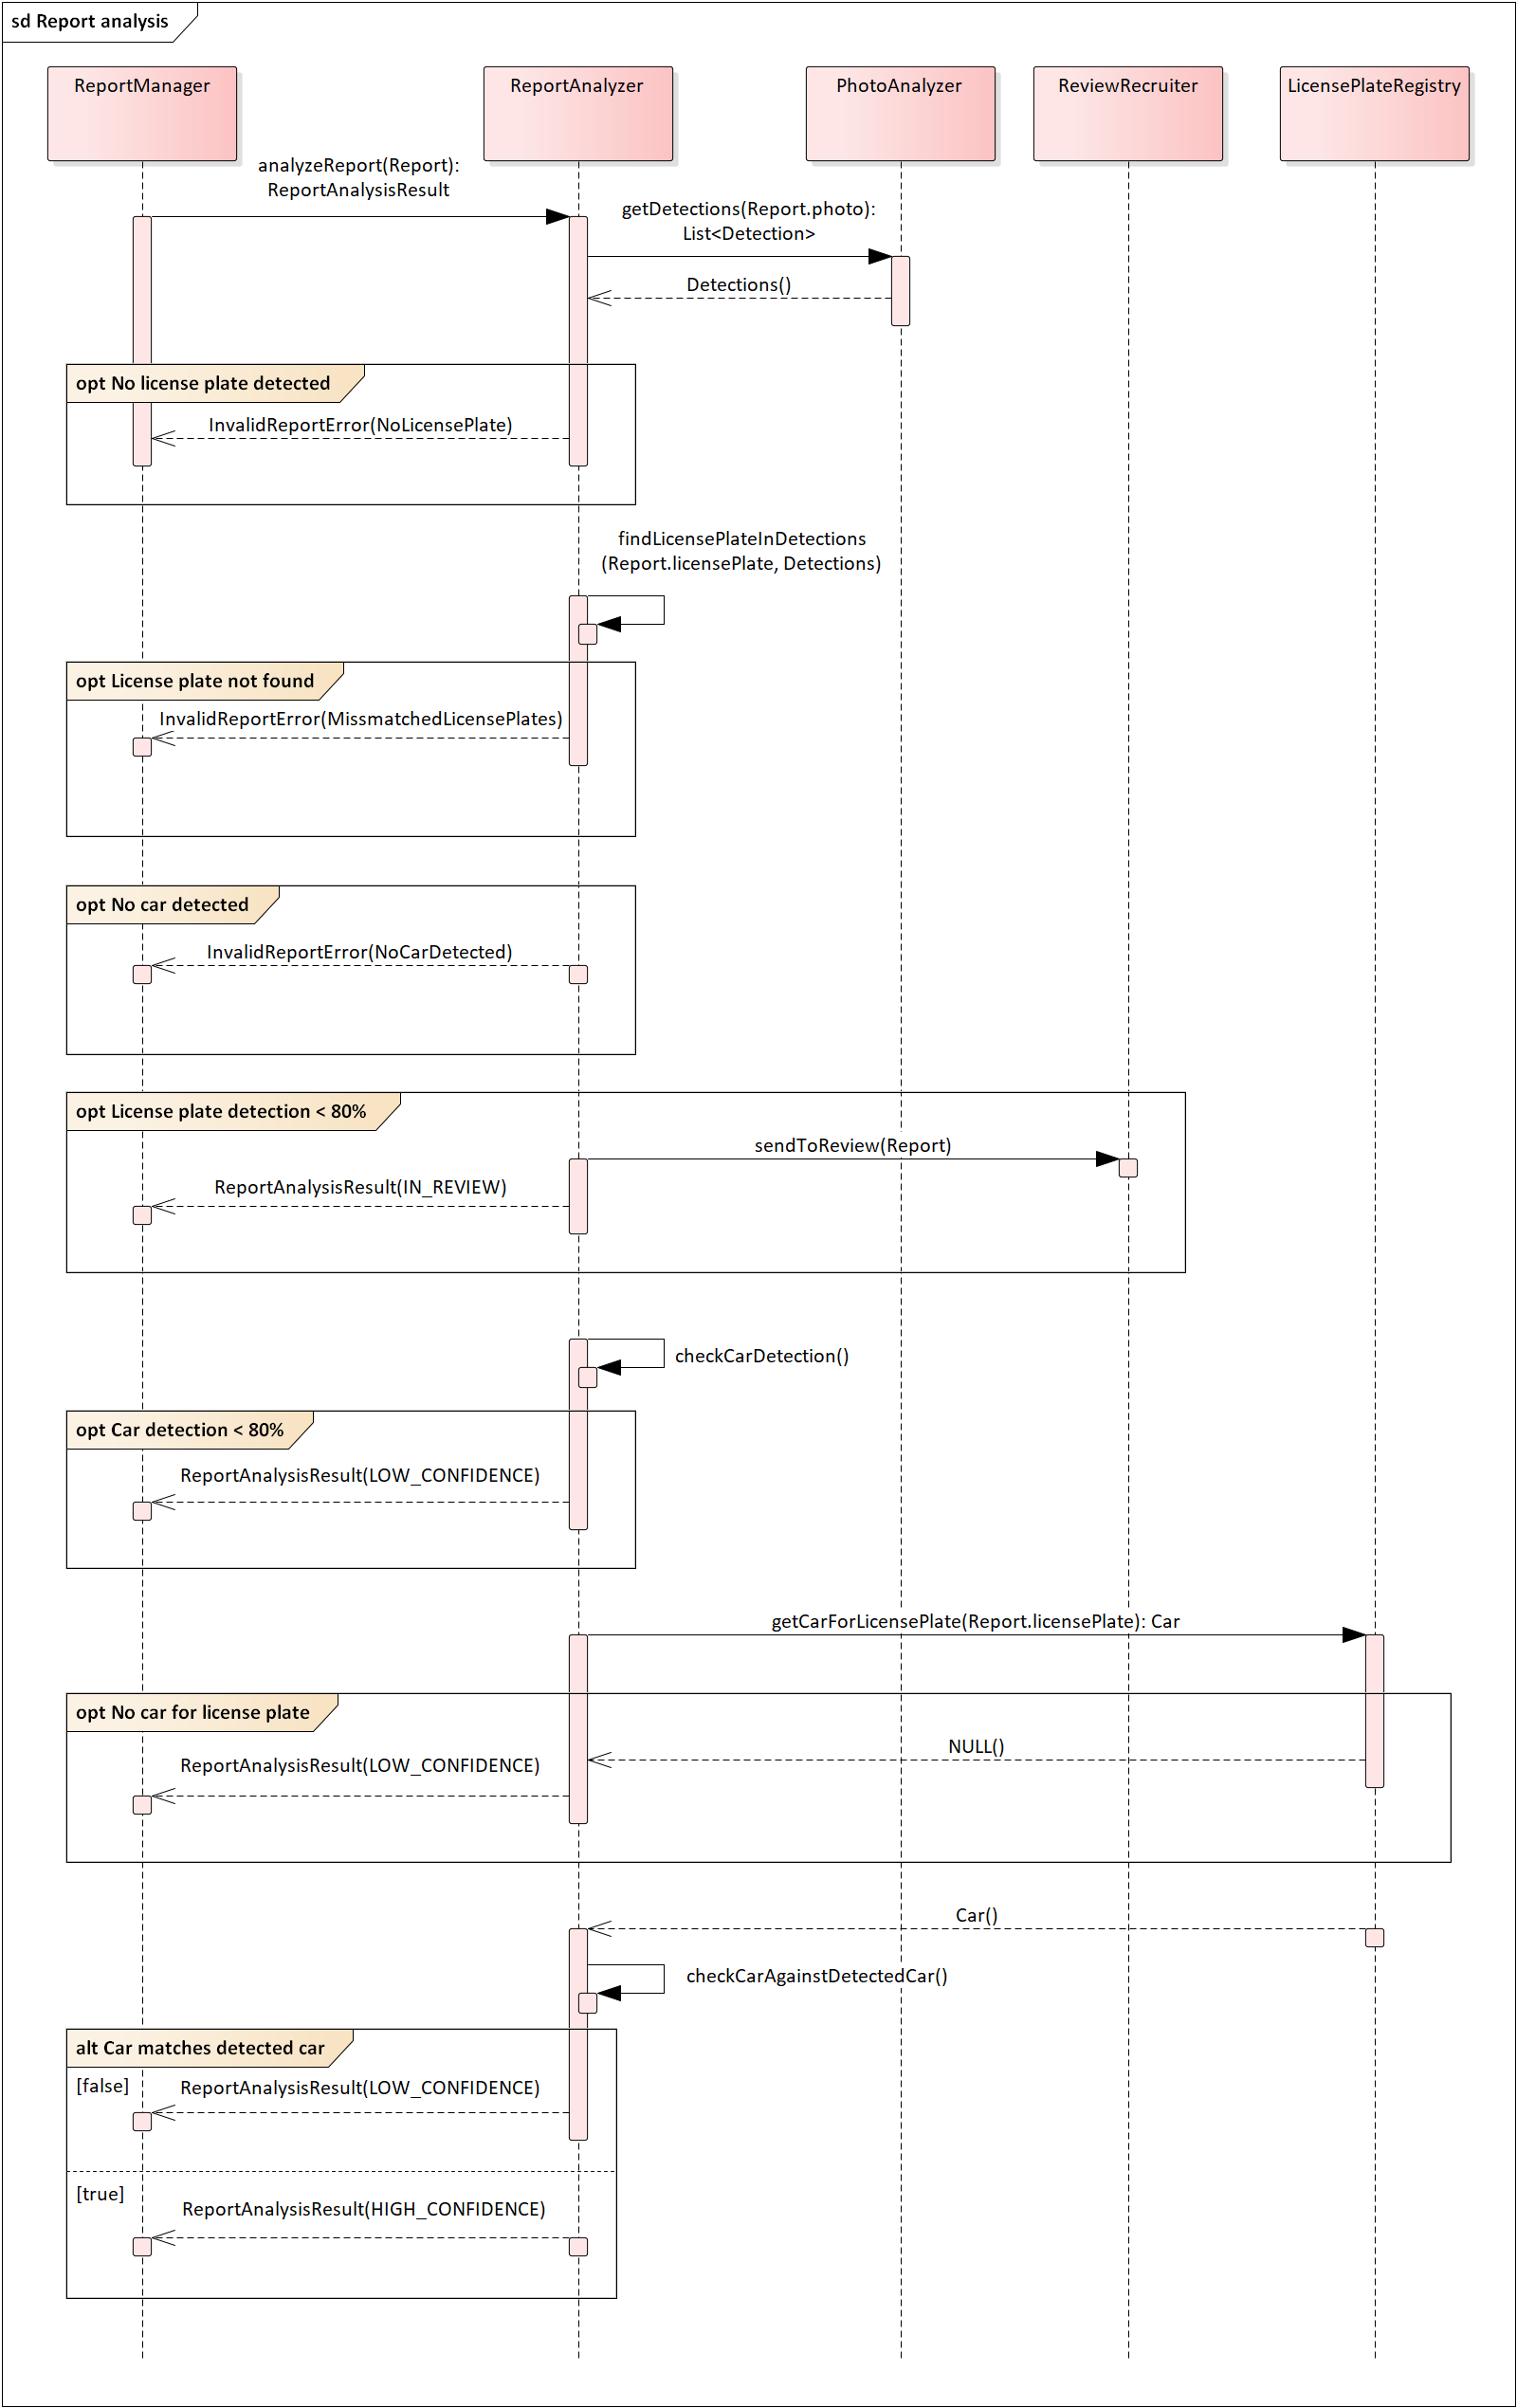 sd Report analysis
ReportManager
ReportAnalyzer
PhotoAnalyzer
ReviewRecruiter
LicensePlateRegistry
analyzeReport(Report):
ReportAnalysisResult
getDetections(Report.photo):
List<Detection>
Detections()
opt No license plate detected
InvalidReportError(NoLicensePlate)
findLicensePlateInDetections
(Report.licensePlate, Detections)
opt License plate not found
InvalidReportError(MissmatchedLicensePlates)
opt No car detected
InvalidReportError(NoCarDetected)
opt License plate detection < 80%
sendToReview(Report)
ReportAnalysisResult(IN_REVIEW)
checkCarDetection()
opt Car detection < 80%
ReportAnalysisResult(LOW_CONFIDENCE)
getCarForLicensePlate(Report.licensePlate): Car
opt No car for license plate
NULL()
ReportAnalysisResult(LOW_CONFIDENCE)
Car()
checkCarAgainstDetectedCar()
alt Car matches detected car
[false]
ReportAnalysisResult(LOW_CONFIDENCE)
[true]
ReportAnalysisResult(HIGH_CONFIDENCE)